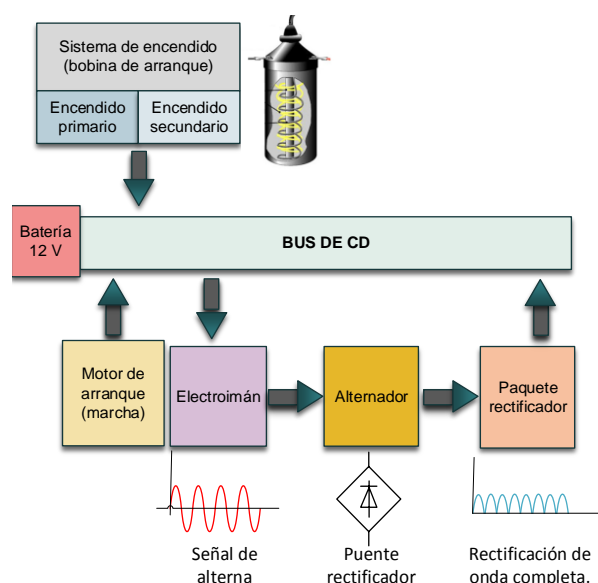 Sistema de encendido
(bobina de arranque)
Encendido
primario
Encendido
secundario
Batería
12 V
BUS DE CD
Motor de
arranque
(marcha)
Electroimán
Alternador
Paquete
rectificador
Señal de
alterna
Puente
rectificador
Rectificación de
onda completa.